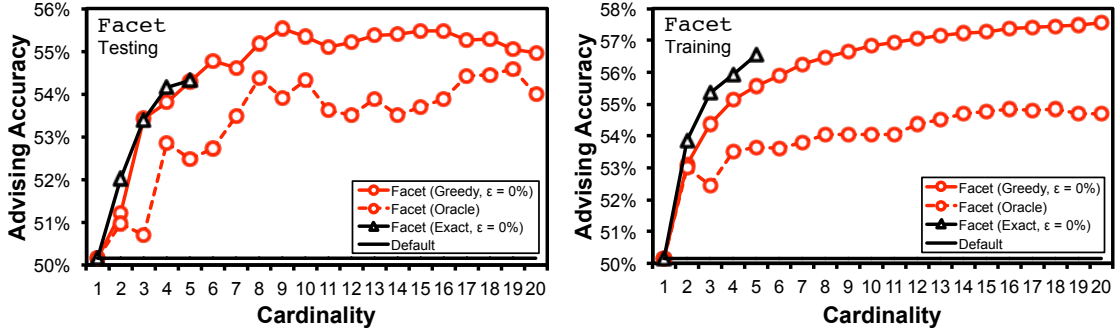 Facet
Testing
Advising Accuracy
56%
55%
54%
53%
52%
51%
50%
Facet (Greedy, ε = 0%)
Facet (Oracle)
Facet (Exact, ε = 0%)
Default
1 2 3 4 5 6 7 8 9 10 11 12 13 14 15 16 17 18 19 20
Cardinality
Facet
Training
Advising Accuracy
58%
57%
56%
55%
54%
53%
52%
51%
50%
Facet (Greedy, ε = 0%)
Facet (Oracle)
Facet (Exact, ε = 0%)
Default
1 2 3 4 5 6 7 8 9 10 11 12 13 14 15 16 17 18 19 20
Cardinality